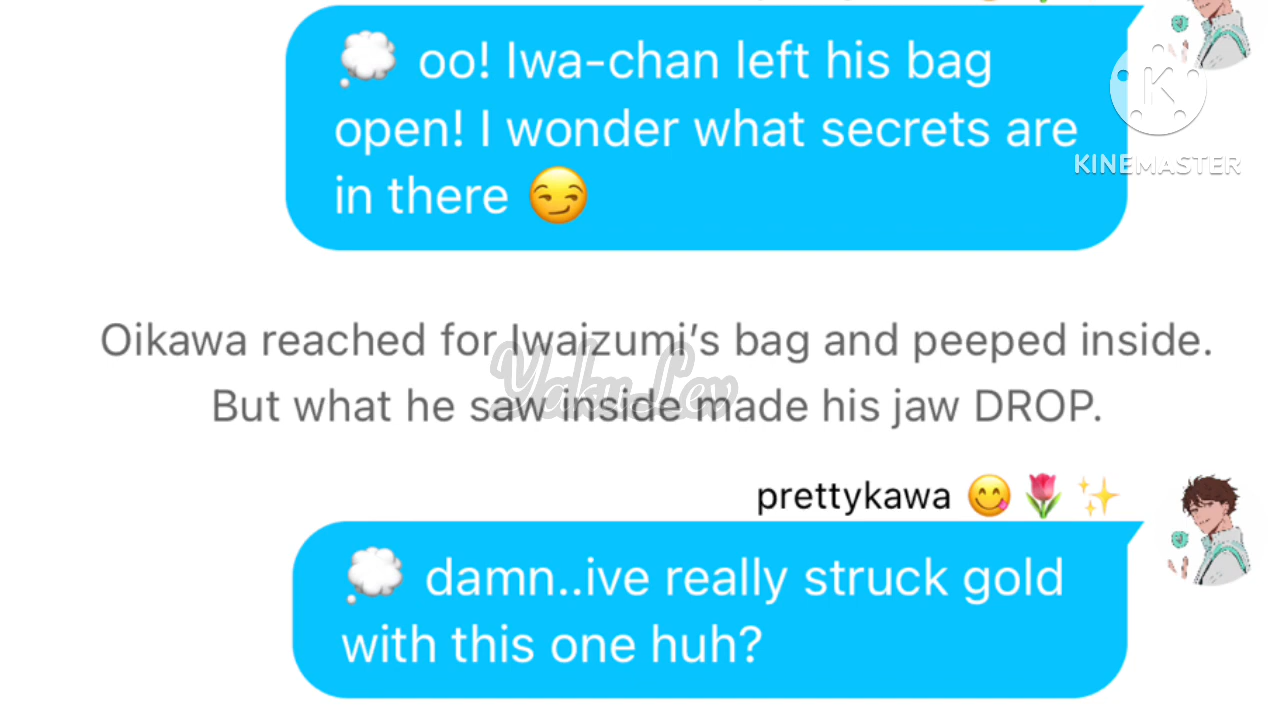 💭 oo! Iwa-chan left his bag
open! I wonder what secrets are
in there 😏
KINEMASTER
Oikawa reached for Iwaizumi's bag and peeped inside.
Yaku Lev
But what he saw inside made his jaw DROP.
prettykawa 😋🌷✨
💭 damn..ive really struck gold
with this one huh?